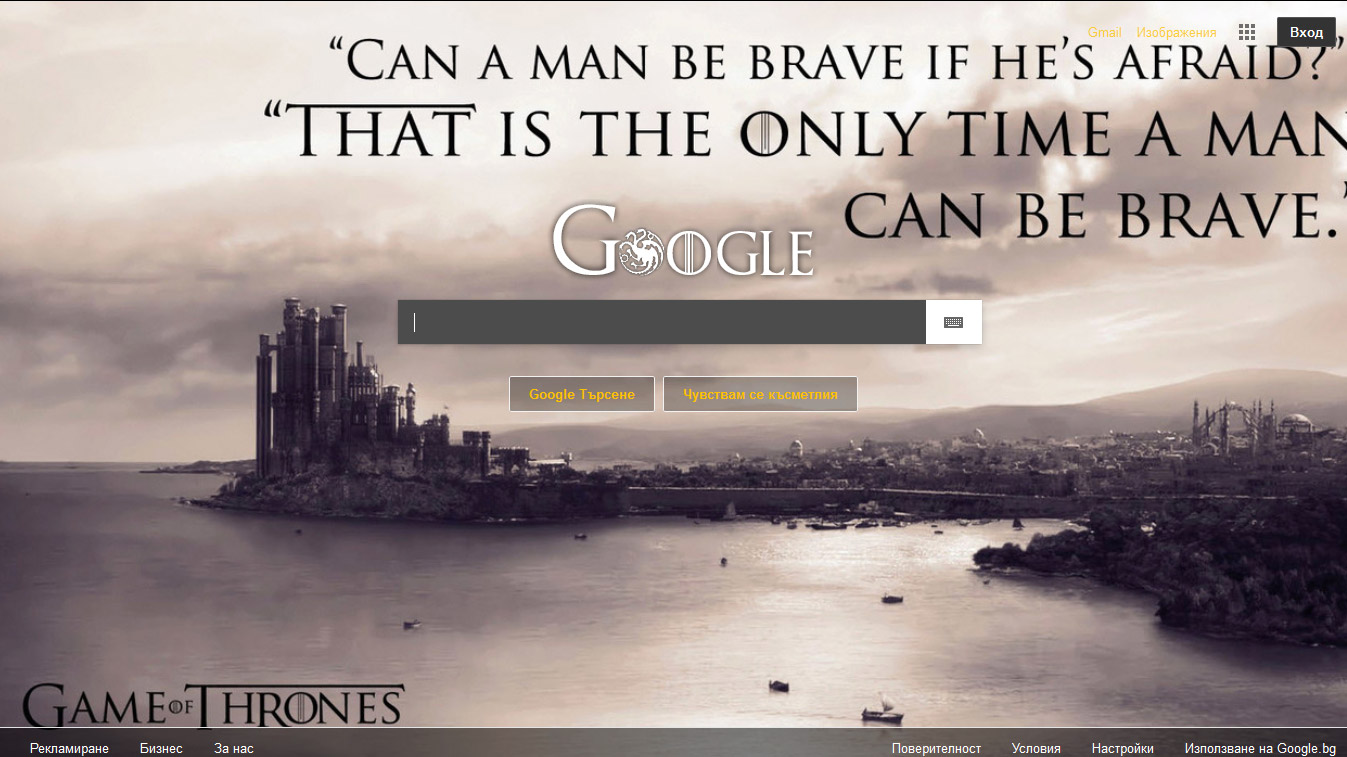 Gmail Изображения Вход
“CAN A MAN BE BRAVE IF HE’S AFRAID?”
“THAT IS THE ONLY TIME A MAN
CAN BE BRAVE.”
GOOGLE
Google Търсене Чувствам се късметлия
GAME OF THRONES
Рекламиране Бизнес За нас Поверителност Условия Настройки Използване на Google.bg